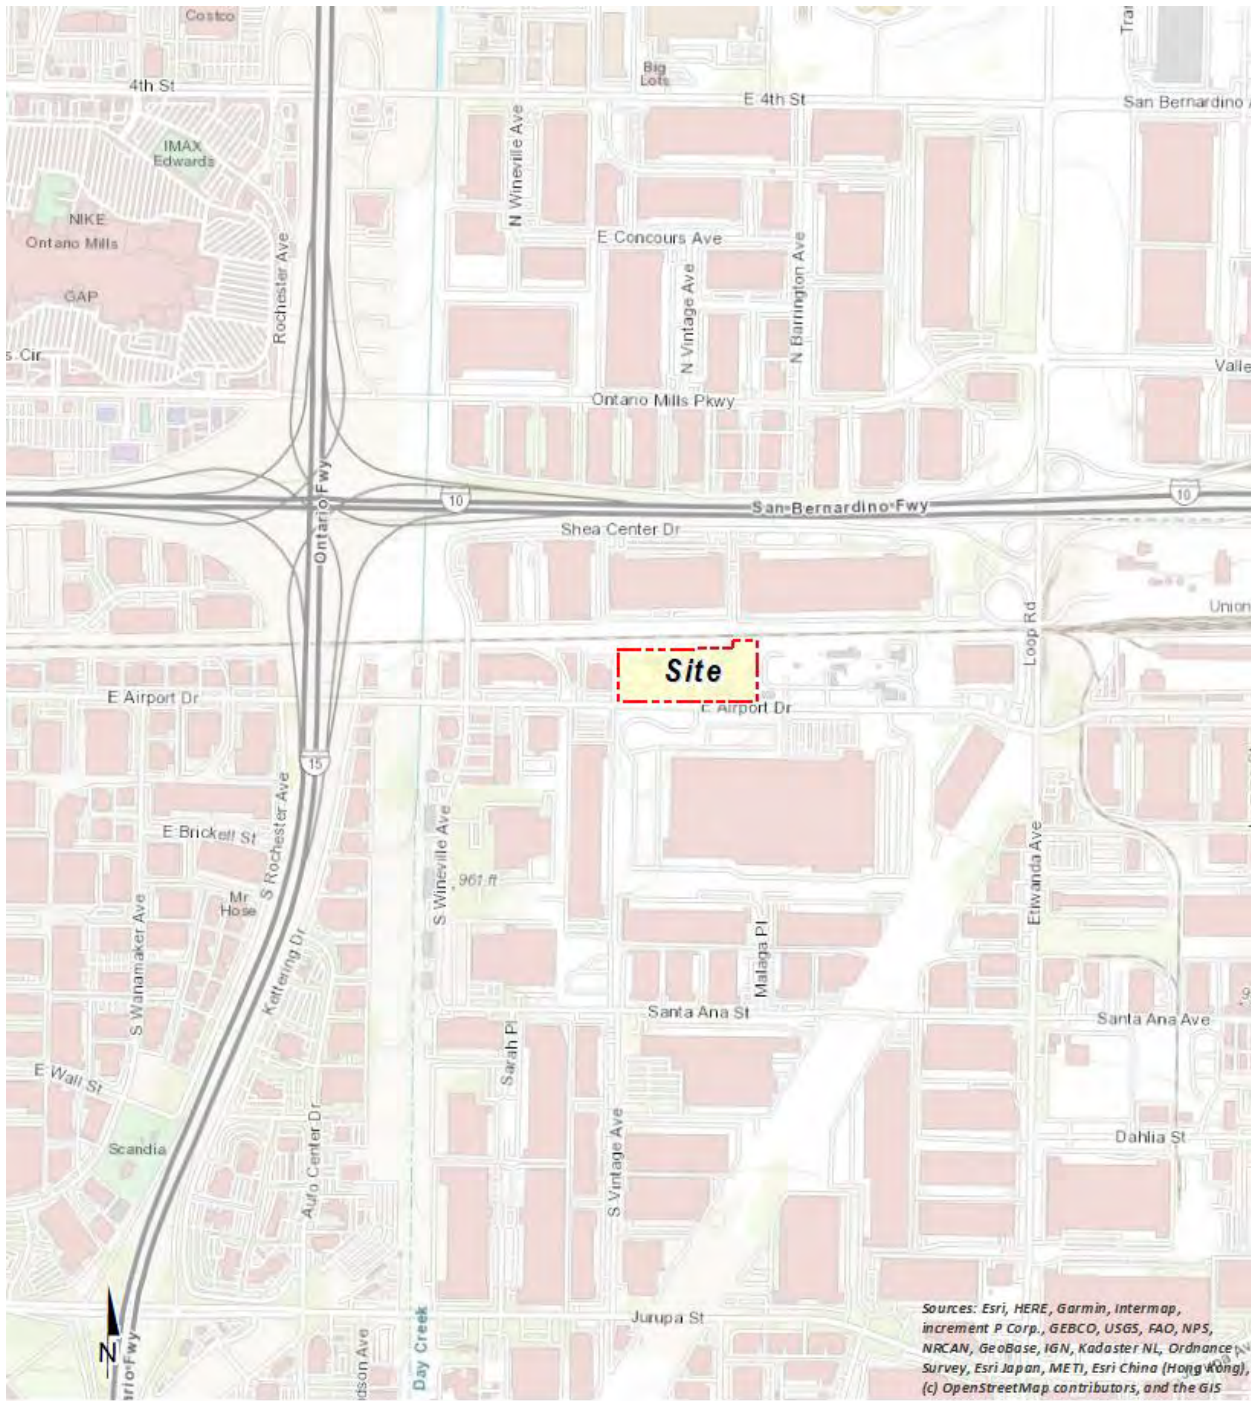 Costco
4th St
Big
Lots
E 4th St
San Bernardino
IMAX
Edwards
N Wineville Ave
NIKE
Ontario Mills
GAP
Rochester Ave
E Concours Ave
N Vintage Ave
N Barrington Ave
s Cir
Valle
Ontario Mills Pkwy
Ontario Fwy
10
San Bernardino Fwy
10
Shea Center Dr
Union
Loop Rd
Site
E Airport Dr
E Airport Dr
15
S Rochester Ave
E Brickell St
S Wineville Ave
961 ft
Mr
Hose
Etiwanda Ave
S Wanamaker Ave
Kettering Dr
Malaga Pl
Santa Ana St
Santa Ana Ave
Sarah Pl
E Wall St
Auto Center Dr
S Vintage Ave
Dahlia St
Scandia
Day Creek
Jurupa St
N
ario Fwy
dson Ave
Jurupa Av
Sources: Esri, HERE, Garmin, Intermap,
increment P Corp., GEBCO, USGS, FAO, NPS,
NRCAN, GeoBase, IGN, Kadaster NL, Ordnance
Survey, Esri Japan, METI, Esri China (Hong Kong),
(c) OpenStreetMap contributors, and the GIS